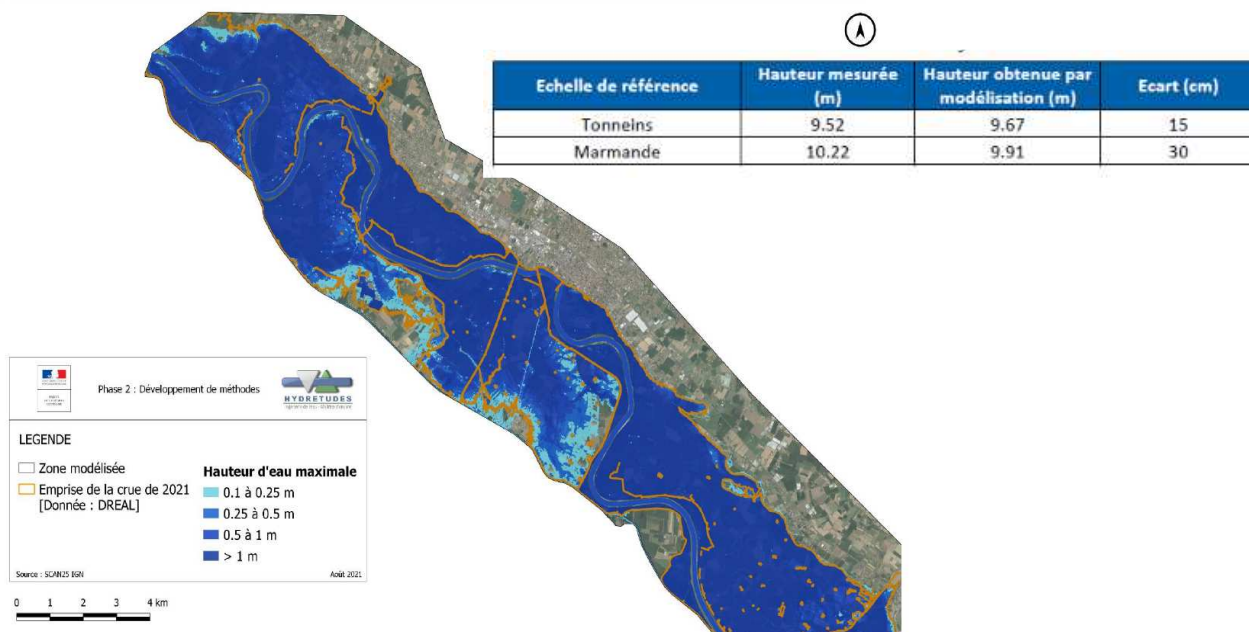 Echelle de référence
Hauteur mesurée (m)
Hauteur obtenue par modélisation (m)
Ecart (cm)
Tonneins 9.52 9.67 15
Marmande 10.22 9.91 30
Phase 2 : Développement de méthodes
HYDRETUDES
LEGENDE
Zone modélisée
Emprise de la crue de 2021
[Donnée : DREAL]
Hauteur d'eau maximale
0.1 à 0.25 m
0.25 à 0.5 m
0.5 à 1 m
> 1 m
Source : SCAN25 IGN
Août 2021
0 1 2 3 4 km